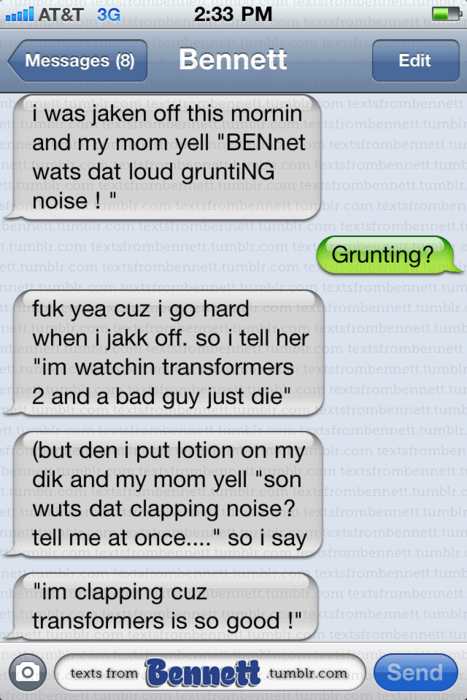 AT&T 3G 2:33 PM
Messages (8) Bennett Edit
i was jaken off this mornin
and my mom yell "BENnet
wats dat loud gruntiNG
noise ! "
Grunting?
fuk yea cuz i go hard
when i jakk off. so i tell her
"im watchin transformers
2 and a bad guy just die"
(but den i put lotion on my
dik and my mom yell "son
wuts dat clapping noise?
tell me at once...." so i say
"im clapping cuz
transformers is so good !"
texts from Bennett .tumblr.com Send